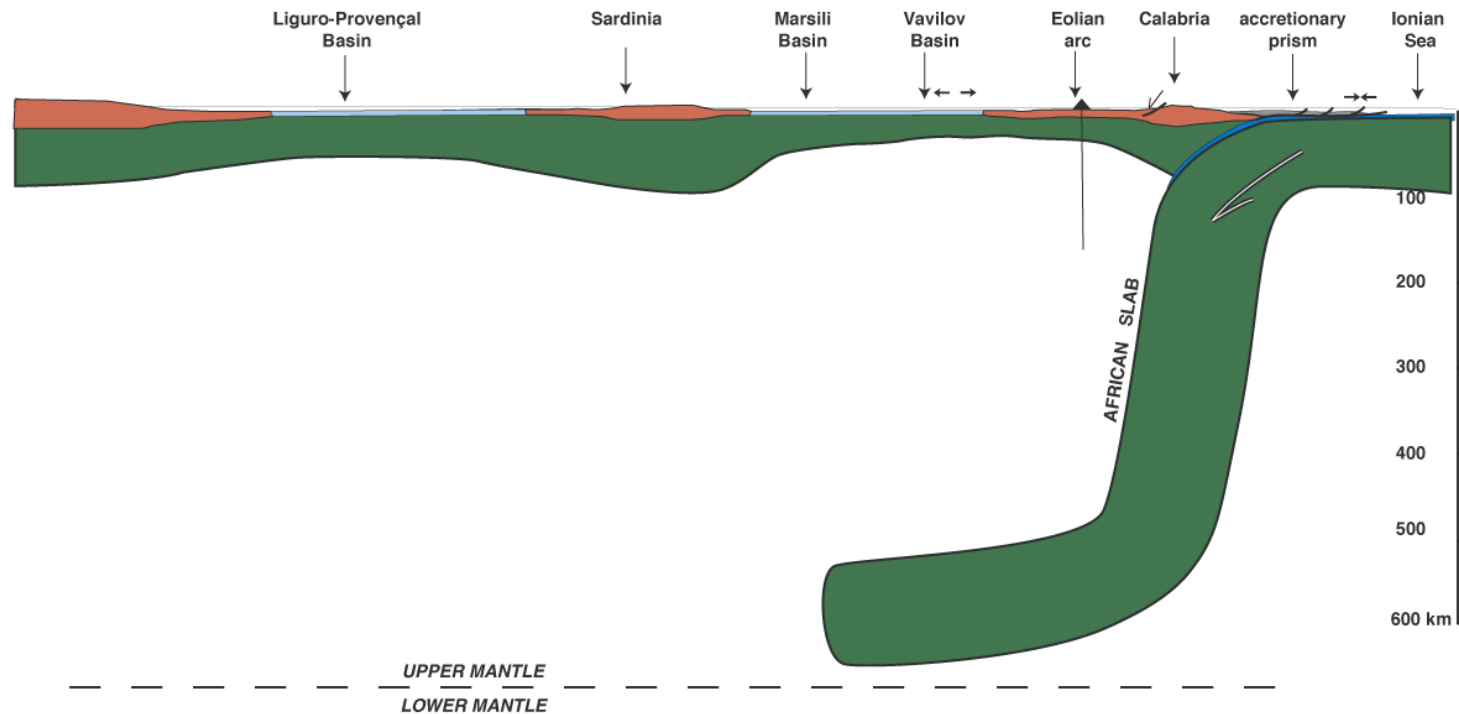 Liguro-Provençal
Basin
Sardinia
Marsili
Basin
Vavilov
Basin
Eolian
arc
Calabria
accretionary
prism
Ionian
Sea
100
200
300
400
500
600 km
AFRICAN SLAB
UPPER MANTLE
LOWER MANTLE